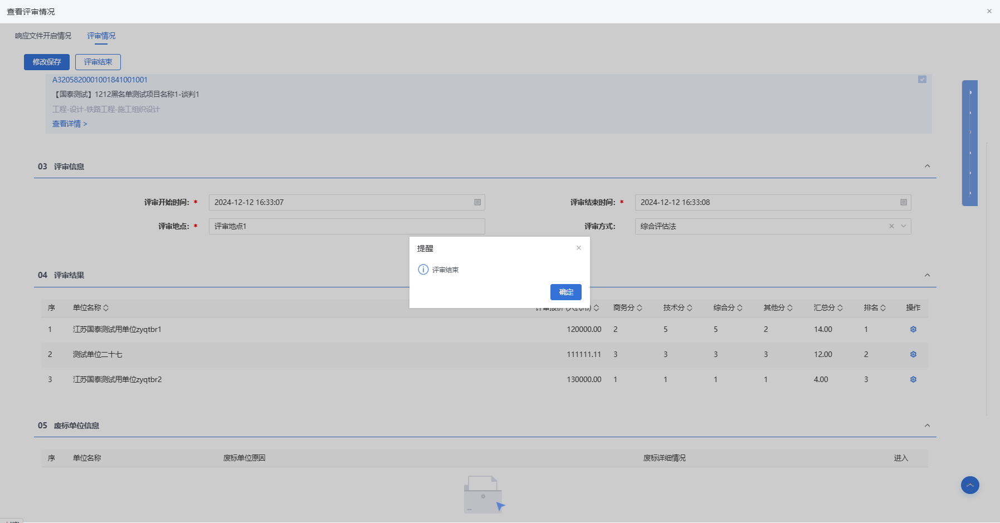 查看评审情况
响应文件开启情况 评审情况
修改保存 评审结束
A3205820001001841001001
【国泰测试】1212黑名单测试项目名称1-谈判1
工程-设计-铁路工程-施工组织设计
查看详情 >
03 评审信息
评审开始时间: * 2024-12-12 16:33:07 评审结束时间: * 2024-12-12 16:33:08
评审地点: * 评审地点1 评审方式: 综合评估法
提醒
评审结束
确定
04 评审结果
序 单位名称 评审报价(人民币) 商务分 技术分 综合分 其他分 汇总分 排名 操作
1 江苏国泰测试用单位zyqtbr1 120000.00 2 5 5 2 14.00 1
2 测试单位二十七 111111.11 3 3 3 3 12.00 2
3 江苏国泰测试用单位zyqtbr2 130000.00 1 1 1 1 4.00 3
05 废标单位信息
序 单位名称 废标单位原因 废标详细情况 进入